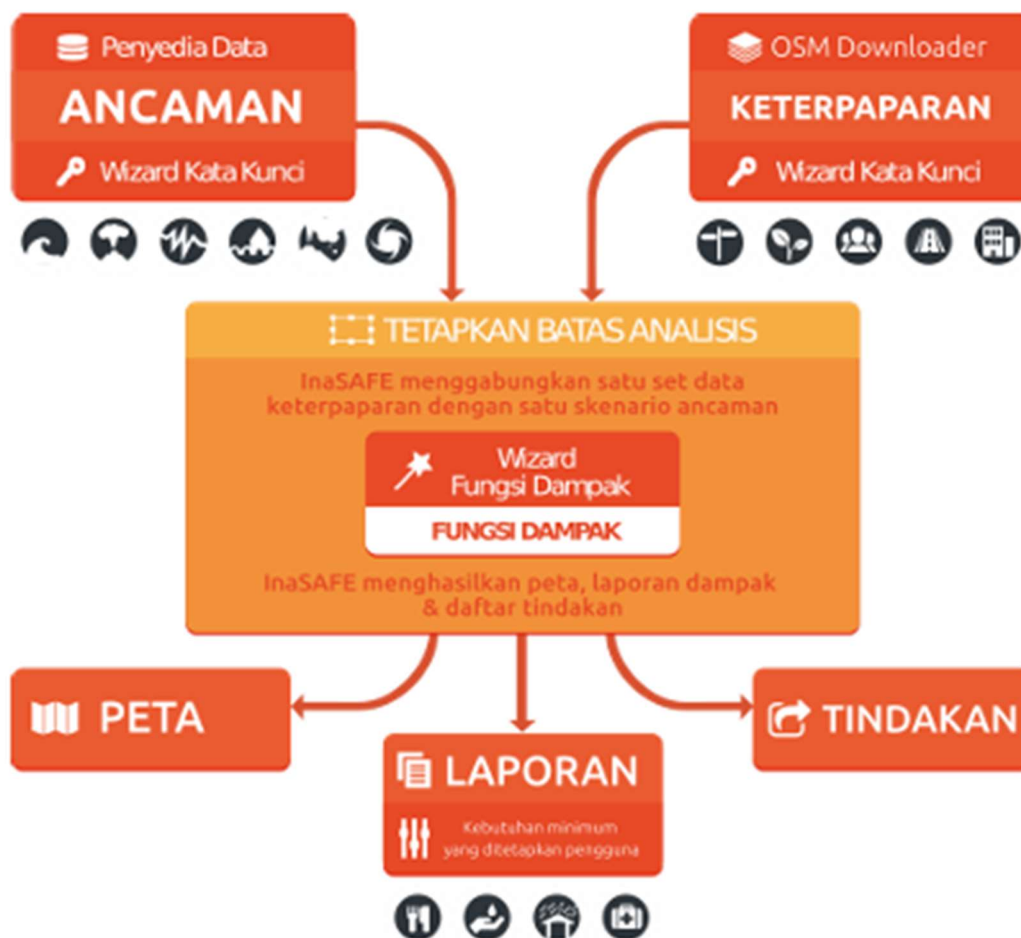 Penyedia Data
ANCAMAN
Wizard Kata Kunci
OSM Downloader
KETERPAPARAN
Wizard Kata Kunci
TETAPKAN BATAS ANALISIS
InaSAFE menggabungkan satu set data
keterpaparan dengan satu skenario ancaman
Wizard
Fungsi Dampak
FUNGSI DAMPAK
InaSAFE menghasilkan peta, laporan dampak
& daftar tindakan
PETA
LAPORAN
Kebutuhan minimum
yang ditetapkan pengguna
TINDAKAN